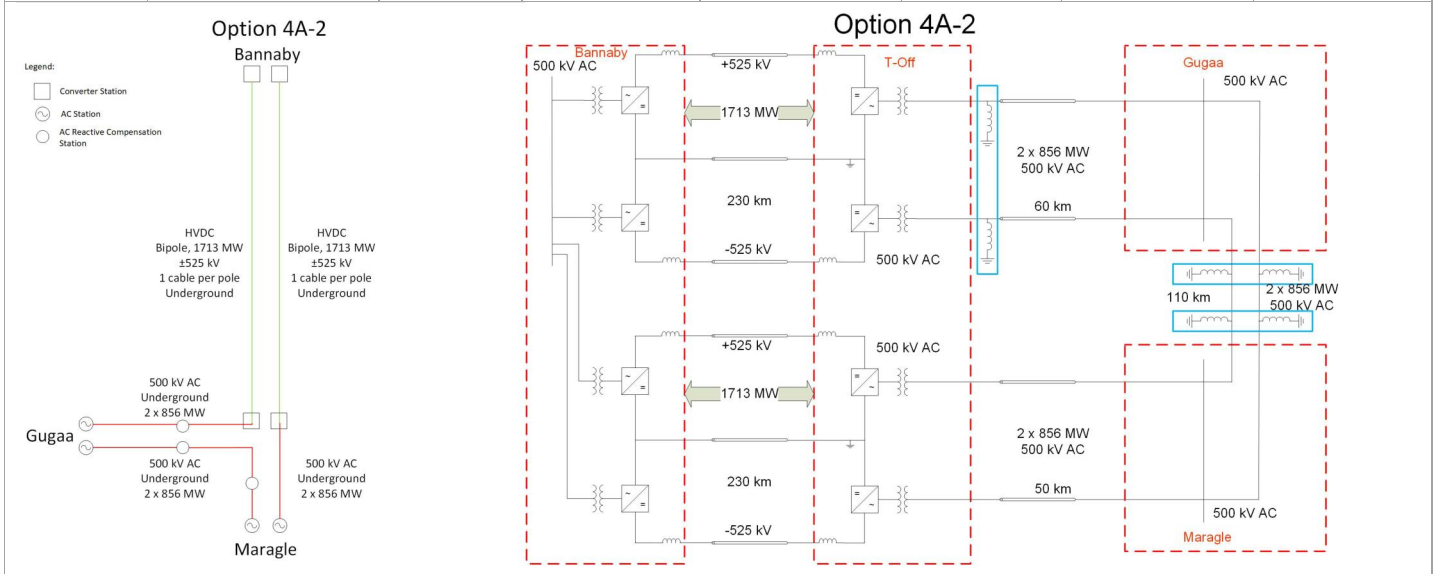 Option 4A-2
Bannaby
Legend:
Converter Station
AC Station
AC Reactive Compensation
Station
HVDC
Bipole, 1713 MW
±525 kV
1 cable per pole
Underground
HVDC
Bipole, 1713 MW
±525 kV
1 cable per pole
Underground
500 kV AC
Underground
2 x 856 MW
Gugaa
500 kV AC
Underground
2 x 856 MW
500 kV AC
Underground
2 x 856 MW
Maragle
Option 4A-2
Bannaby
500 kV AC
+525 kV
T-Off
Gugaa
500 kV AC
1713 MW
2 x 856 MW
500 kV AC
230 km
60 km
-525 kV
500 kV AC
110 km
2 x 856 MW
500 kV AC
+525 kV
500 kV AC
1713 MW
2 x 856 MW
500 kV AC
230 km
50 km
-525 kV
500 kV AC
Maragle